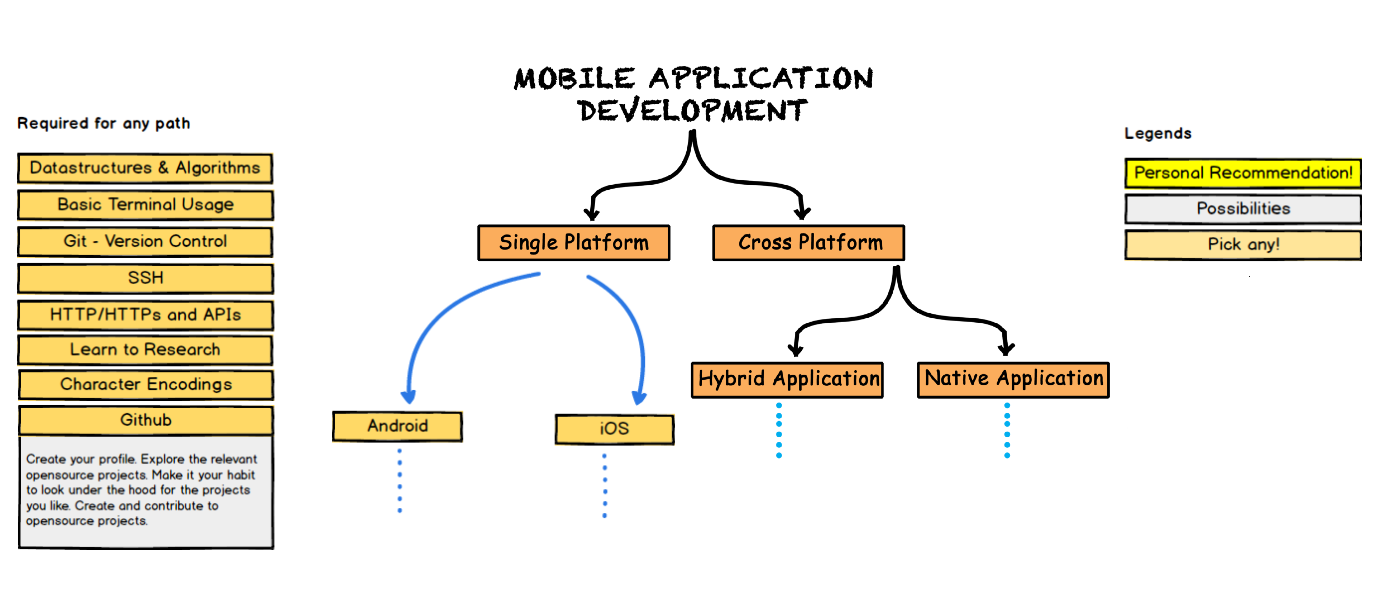 MOBILE APPLICATION
DEVELOPMENT
Required for any path
Datastructures & Algorithms
Basic Terminal Usage
Git - Version Control
SSH
HTTP/HTTPs and APIs
Learn to Research
Character Encodings
Github
Create your profile. Explore the relevant
opensource projects. Make it your habit
to look under the hood for the projects
you like. Create and contribute to
opensource projects.
Single Platform
Cross Platform
Android
iOS
Hybrid Application
Native Application
Legends
Personal Recommendation!
Possibilities
Pick any!